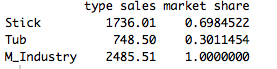 type sales market share
Stick 1736.01 0.6984522
Tub 748.50 0.3011454
M_Industry 2485.51 1.0000000